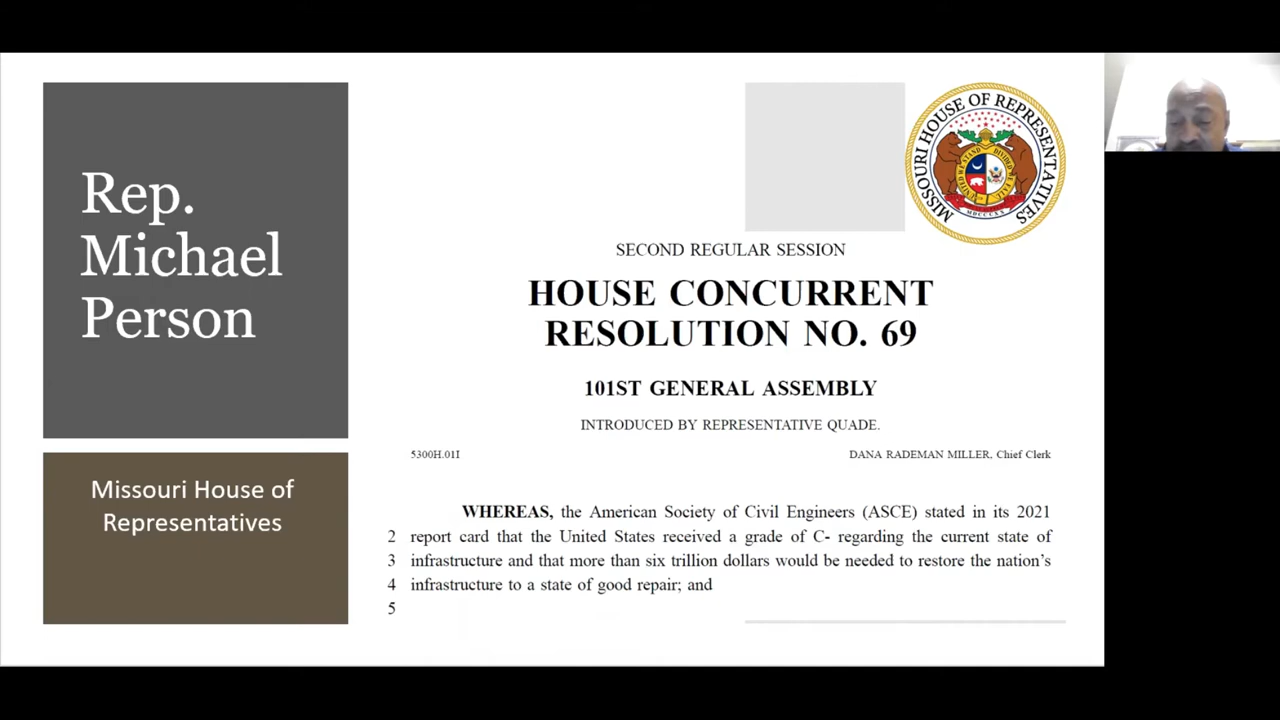 Rep.
Michael
Person
Missouri House of
Representatives
MISSOURI HOUSE OF REPRESENTATIVES
SECOND REGULAR SESSION
HOUSE CONCURRENT
RESOLUTION NO. 69
101ST GENERAL ASSEMBLY
INTRODUCED BY REPRESENTATIVE QUADE.
5300H.01I DANA RADEMAN MILLER, Chief Clerk
WHEREAS, the American Society of Civil Engineers (ASCE) stated in its 2021
2 report card that the United States received a grade of C- regarding the current state of
3 infrastructure and that more than six trillion dollars would be needed to restore the nation's
4 infrastructure to a state of good repair; and
5